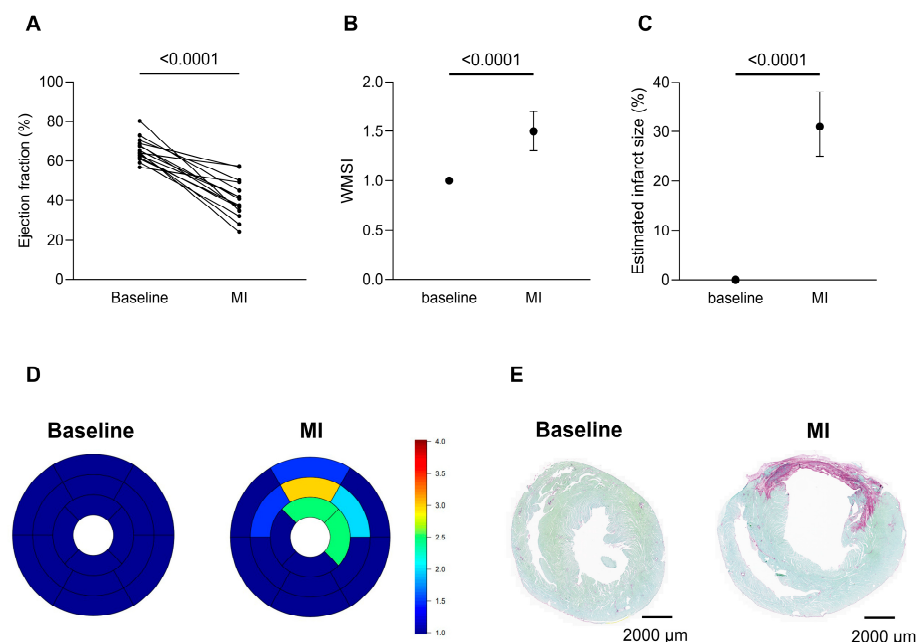 A
B
C
<0.0001
<0.0001
<0.0001
Ejection fraction (%)
100
80
60
40
20
0
Baseline
MI
WMSI
2.0
1.5
1.0
0.5
0.0
baseline
MI
Estimated infarct size (%)
40
30
20
10
0
baseline
MI
D
E
Baseline
MI
4.0
3.5
3.0
2.5
2.0
1.5
1.0
Baseline
MI
2000 µm
2000 µm